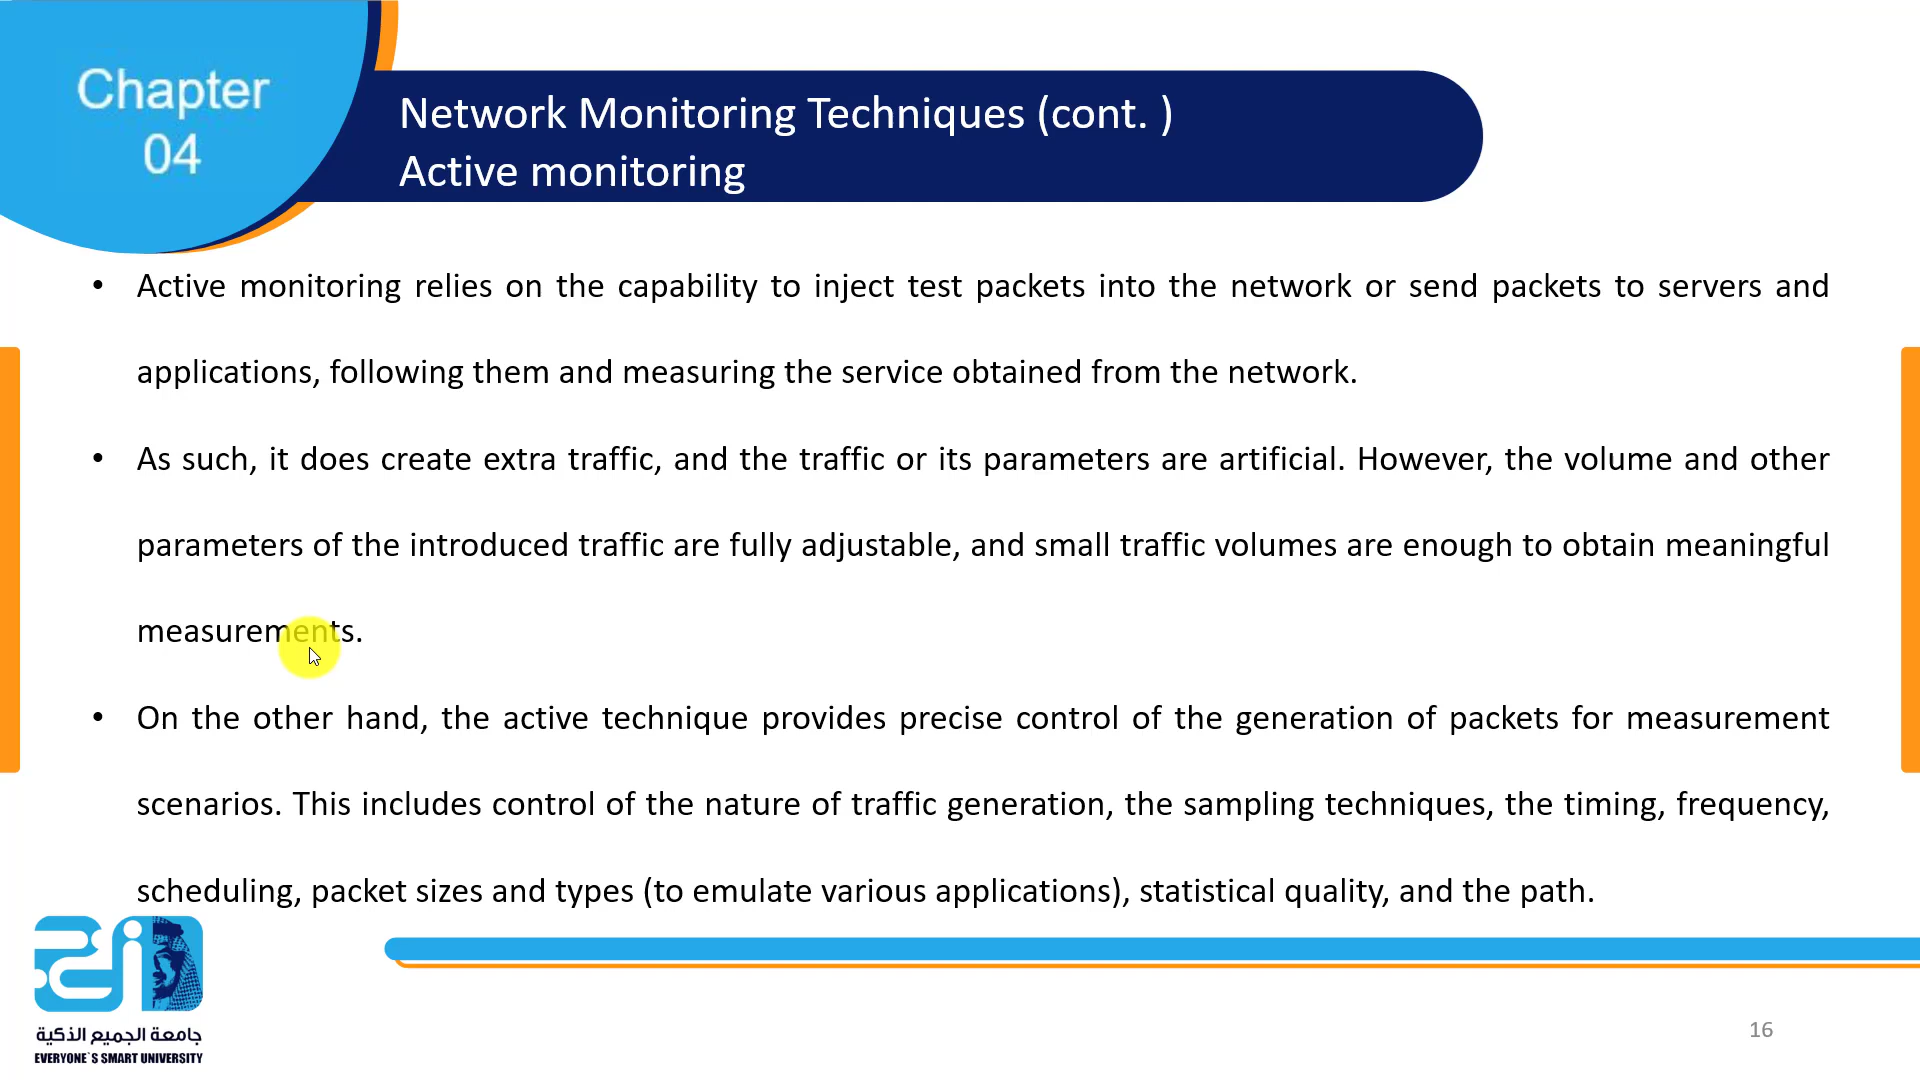 Chapter
04
Network Monitoring Techniques (cont. )
Active monitoring
• Active monitoring relies on the capability to inject test packets into the network or send packets to servers and
applications, following them and measuring the service obtained from the network.
• As such, it does create extra traffic, and the traffic or its parameters are artificial. However, the volume and other
parameters of the introduced traffic are fully adjustable, and small traffic volumes are enough to obtain meaningful
measurements.
• On the other hand, the active technique provides precise control of the generation of packets for measurement
scenarios. This includes control of the nature of traffic generation, the sampling techniques, the timing, frequency,
scheduling, packet sizes and types (to emulate various applications), statistical quality, and the path.
جامعة الجميع الذكية
EVERYONE`S SMART UNIVERSITY
16